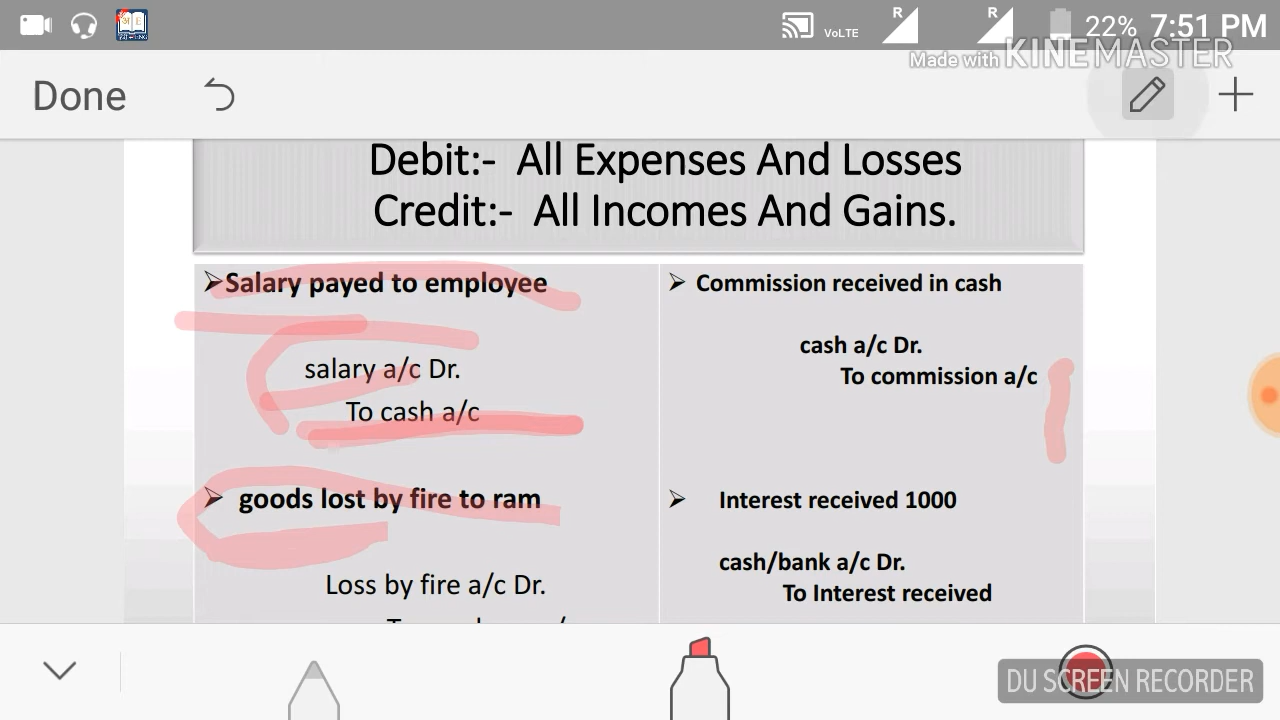 VoLTE
R
R
22% 7:51 PM
Made with KINEMASTER
Done
Debit:- All Expenses And Losses
Credit:- All Incomes And Gains.
➢Salary payed to employee
salary a/c Dr.
To cash a/c
➢ goods lost by fire to ram
Loss by fire a/c Dr.
➢ Commission received in cash
cash a/c Dr.
To commission a/c
➢ Interest received 1000
cash/bank a/c Dr.
To Interest received
DU SCREEN RECORDER